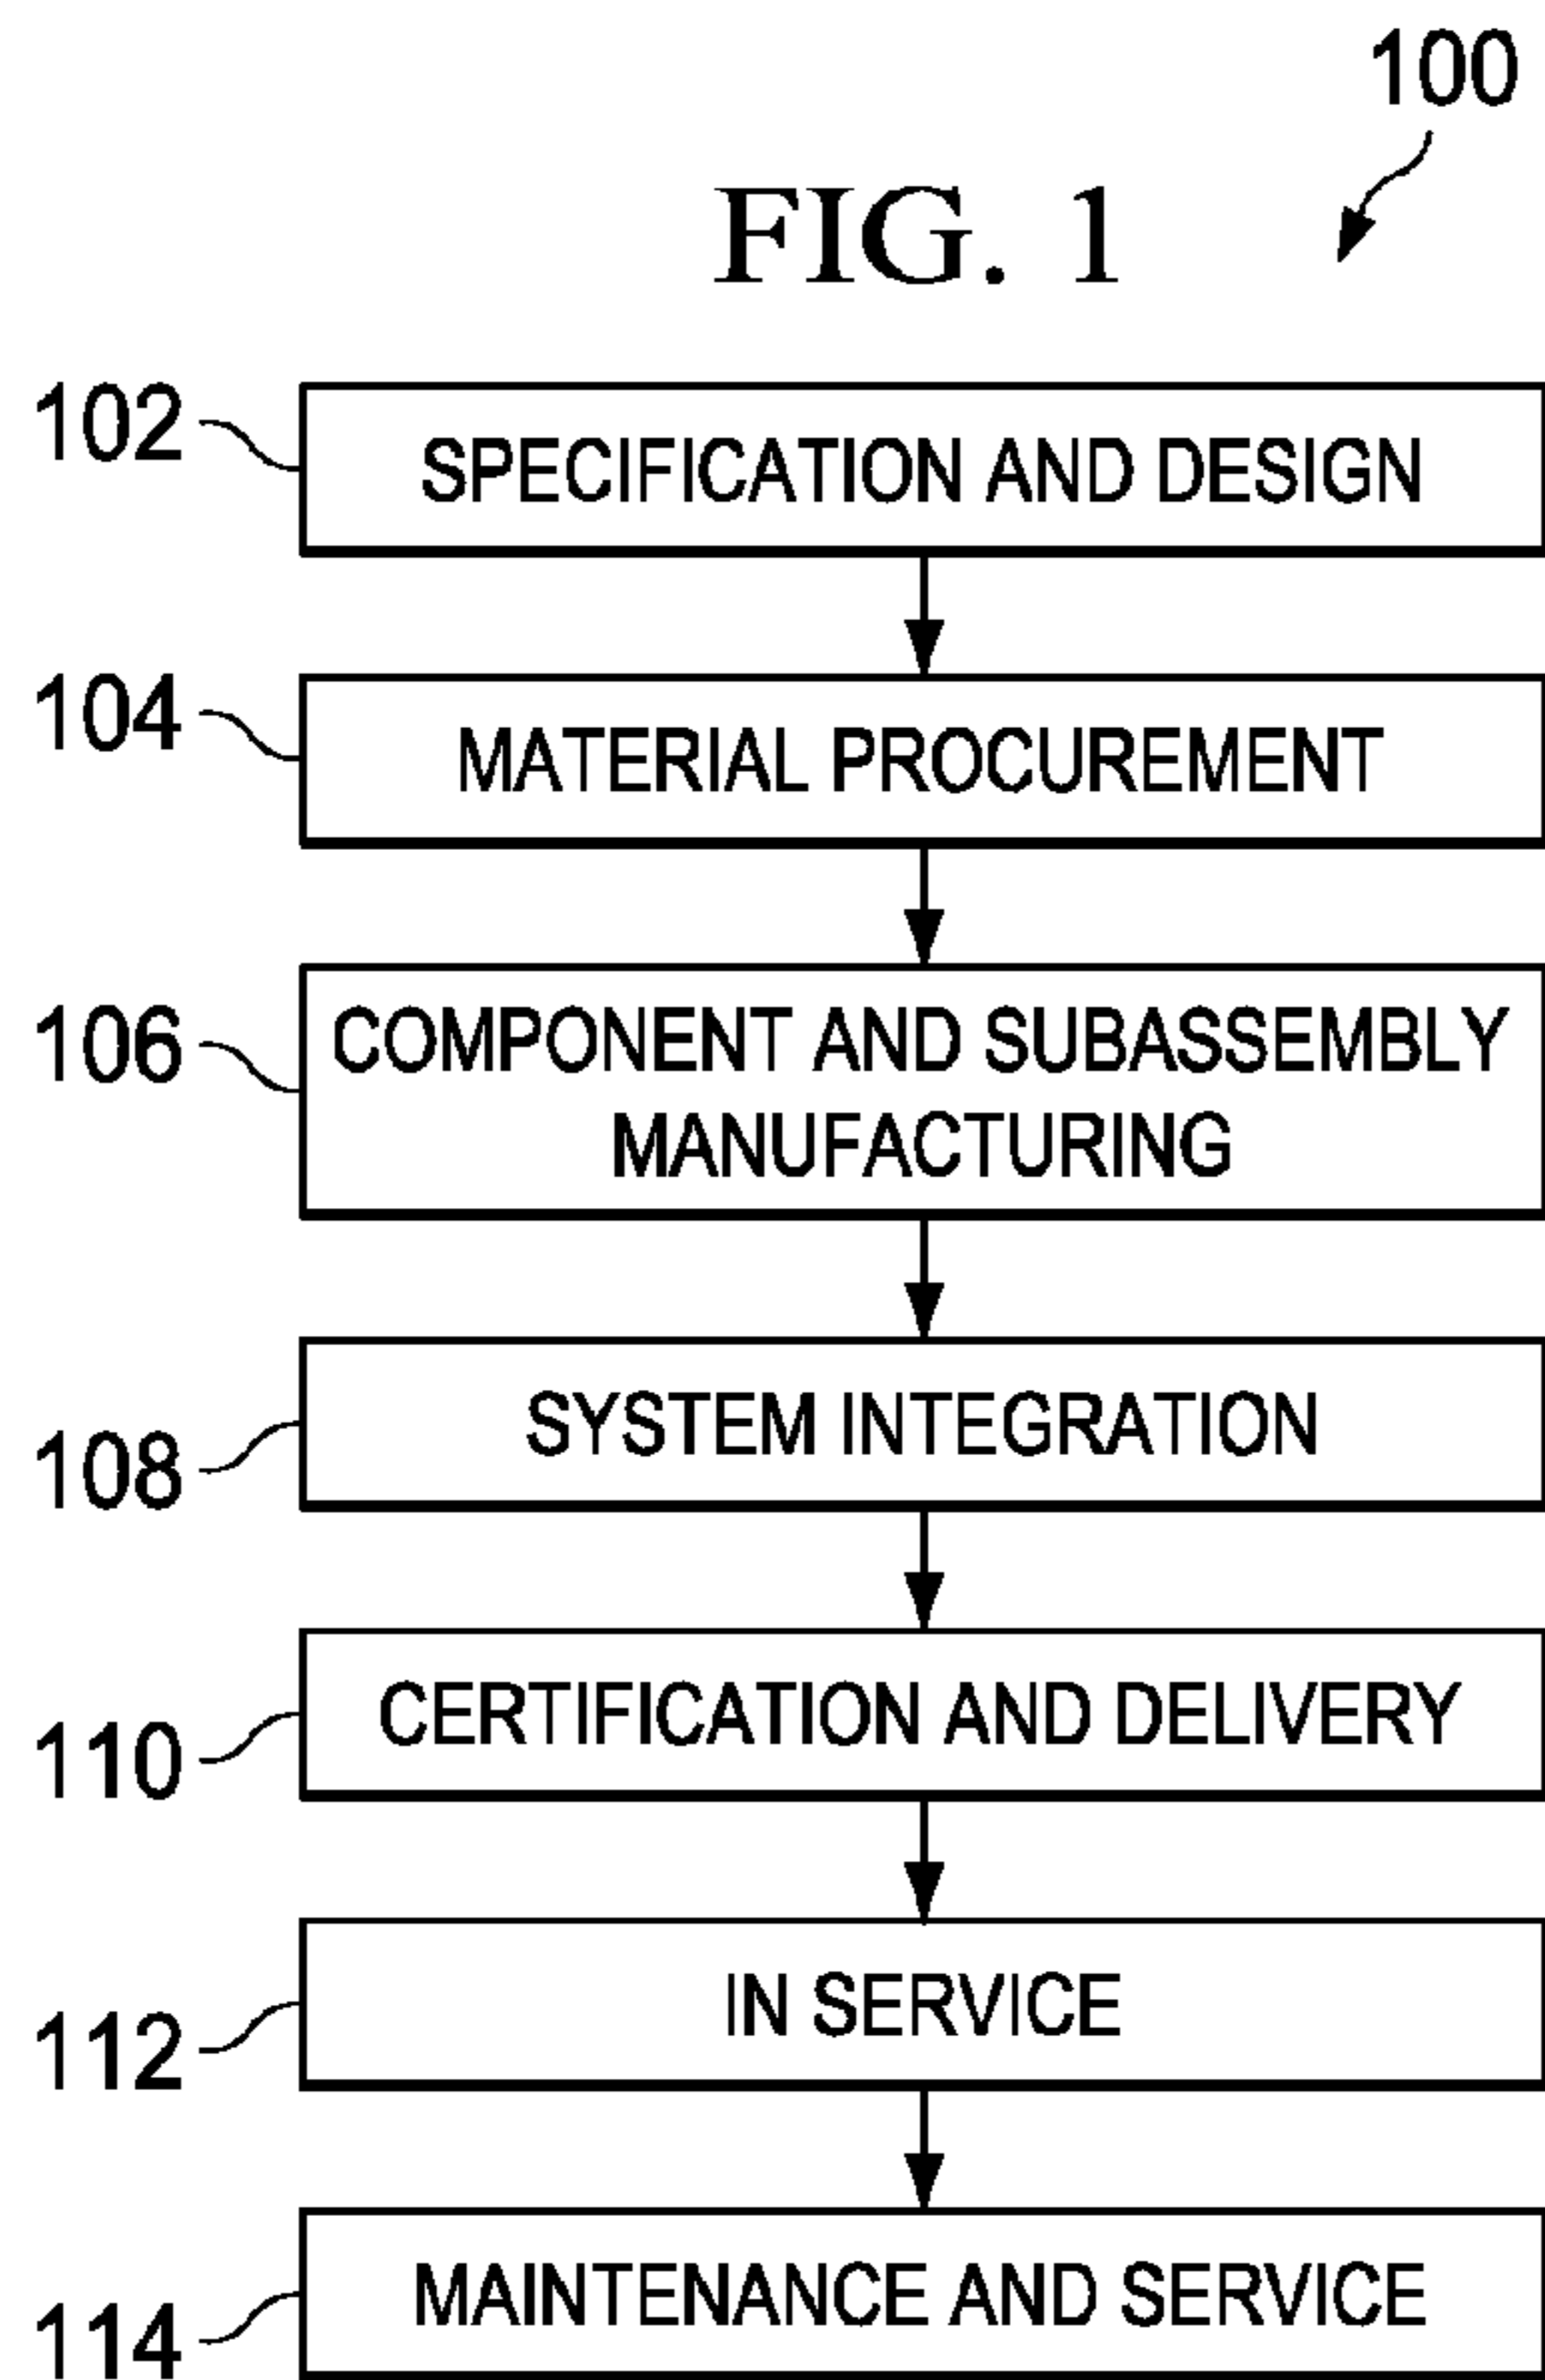 100
FIG. 1
102
SPECIFICATION AND DESIGN
104
MATERIAL PROCUREMENT
106
COMPONENT AND SUBASSEMBLY
MANUFACTURING
108
SYSTEM INTEGRATION
110
CERTIFICATION AND DELIVERY
112
IN SERVICE
114
MAINTENANCE AND SERVICE